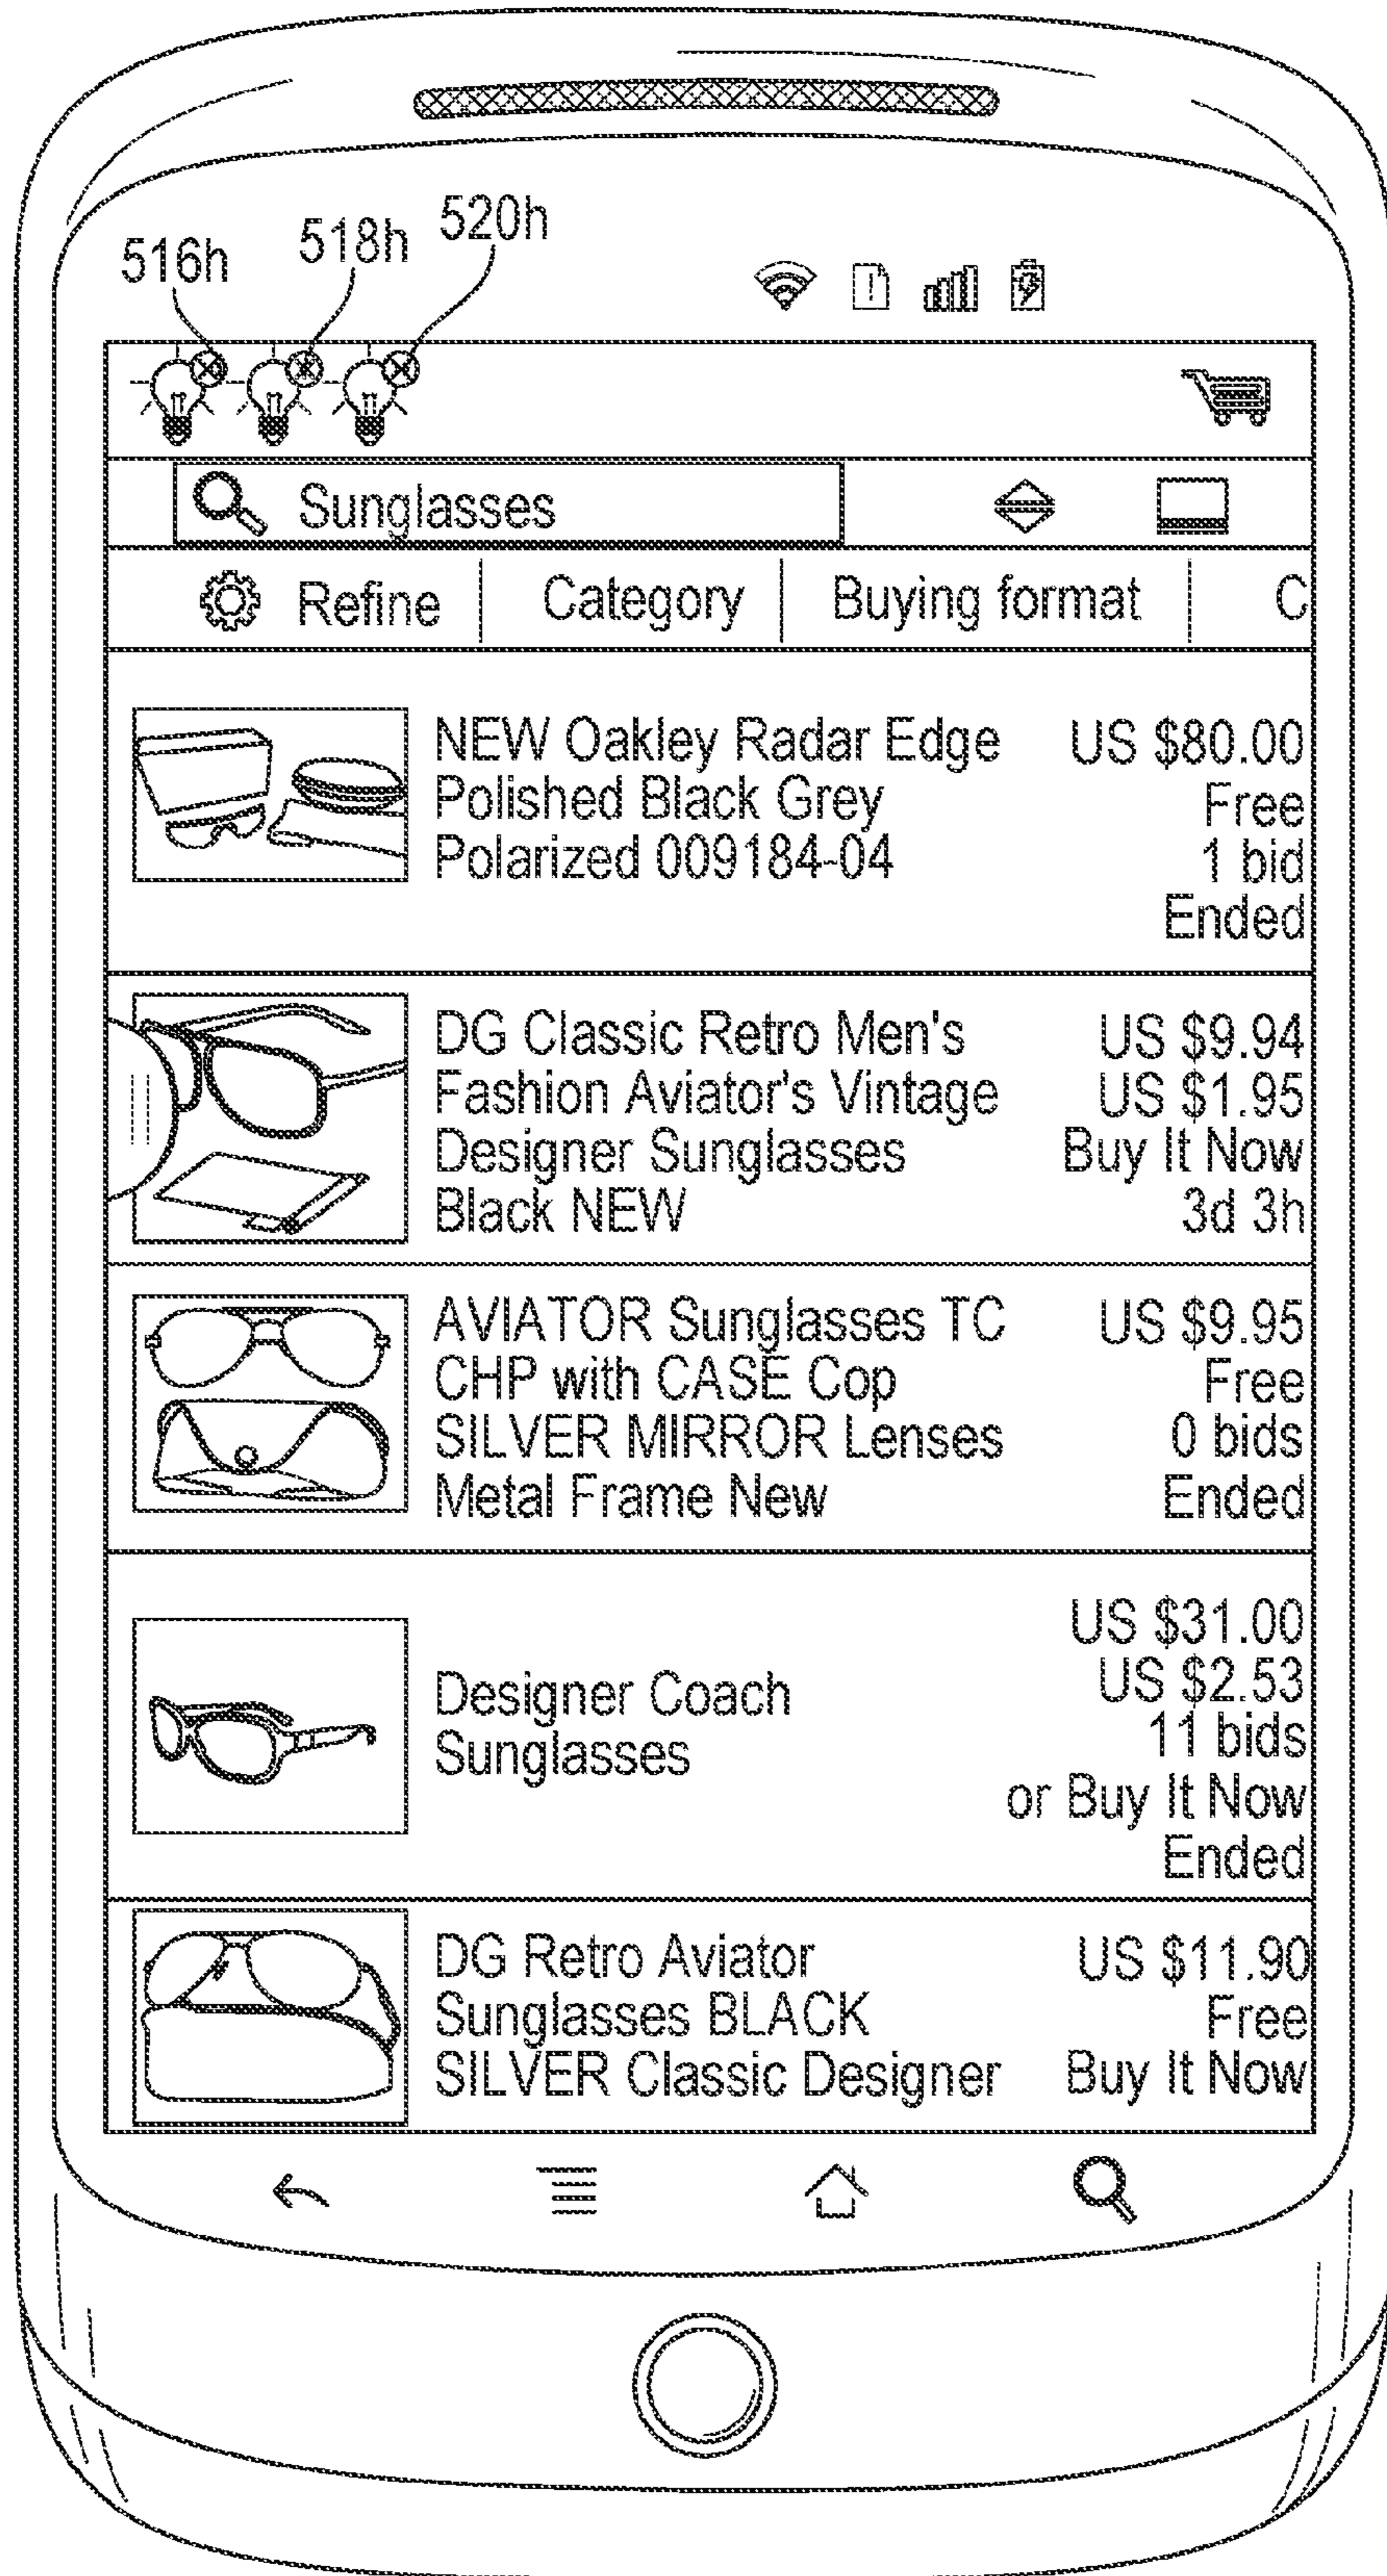 516h 518h 520h
Sunglasses
Refine Category Buying format C
NEW Oakley Radar Edge US $80.00
Polished Black Grey Free
Polarized 009184-04 1 bid
Ended
DG Classic Retro Men's US $9.94
Fashion Aviator's Vintage US $1.95
Designer Sunglasses Buy It Now
Black NEW 3d 3h
AVIATOR Sunglasses TC US $9.95
CHP with CASE Cop Free
SILVER MIRROR Lenses 0 bids
Metal Frame New Ended
US $31.00
Designer Coach US $2.53
Sunglasses 11 bids
or Buy It Now
Ended
DG Retro Aviator US $11.90
Sunglasses BLACK Free
SILVER Classic Designer Buy It Now